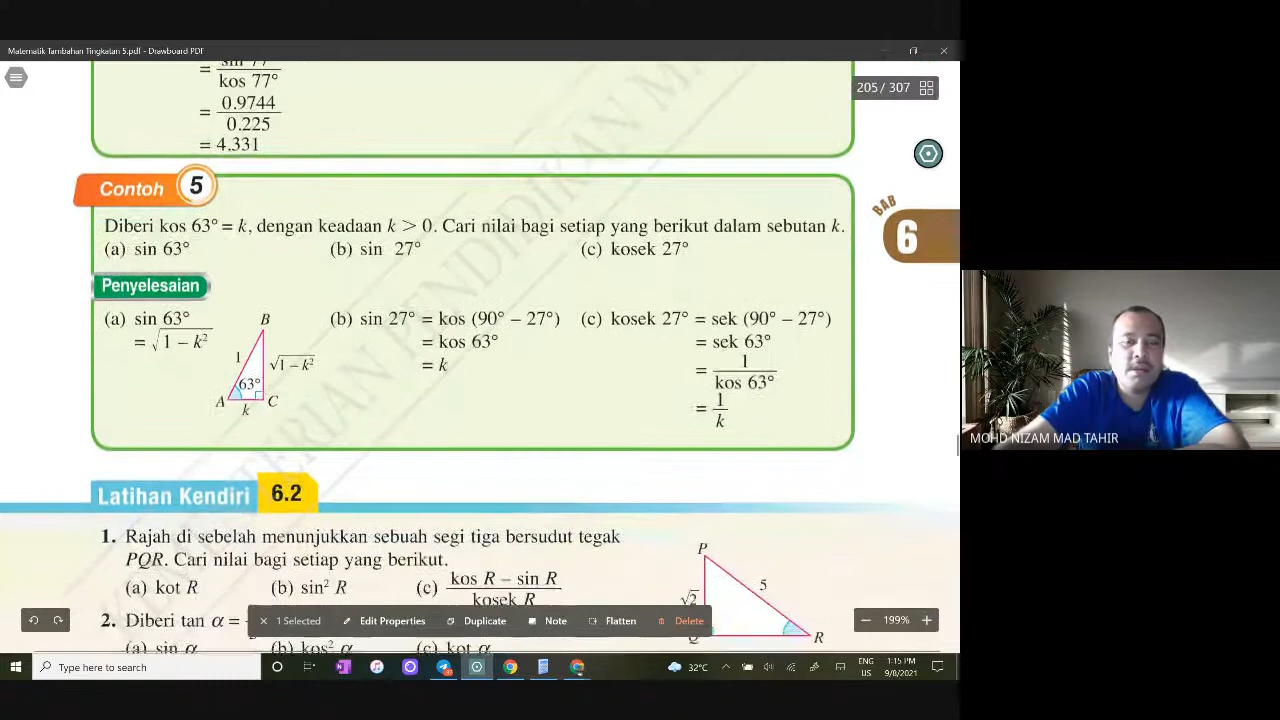 Matematik Tambahan Tingkatan 5.pdf - Drawboard PDF
205 / 307
= sin 77° / kos 77°
= 0.9744 / 0.225
= 4.331
Contoh 5
BAB 6
Diberi kos 63° = k, dengan keadaan k > 0. Cari nilai bagi setiap yang berikut dalam sebutan k.
(a) sin 63° (b) sin 27° (c) kosek 27°
Penyelesaian
(a) sin 63°
= √1 – k²
B
1
√1 – k²
63°
A
k
C
(b) sin 27° = kos (90° – 27°)
= kos 63°
= k
(c) kosek 27° = sek (90° – 27°)
= sek 63°
= 1 / kos 63°
= 1 / k
MOHD NIZAM MAD TAHIR
Latihan Kendiri 6.2
1. Rajah di sebelah menunjukkan sebuah segi tiga bersudut tegak
PQR. Cari nilai bagi setiap yang berikut.
(a) kot R (b) sin² R (c) kos R – sin R / kosek R
P
√2
5
Q
R
2. Diberi tan α =
(a) sin α (b) kos² α (c) kot α
1 Selected Edit Properties Duplicate Note Flatten Delete
199%
Type here to search
32°C
ENG
US
1:15 PM
9/8/2021
KEMENTERIAN PENDIDIKAN M